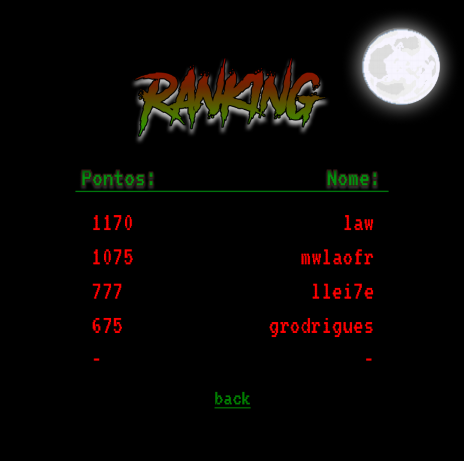 RANKING
Pontos: Nome:
1170 law
1075 mwlaofr
777 llei7e
675 grodrigues
- -
back